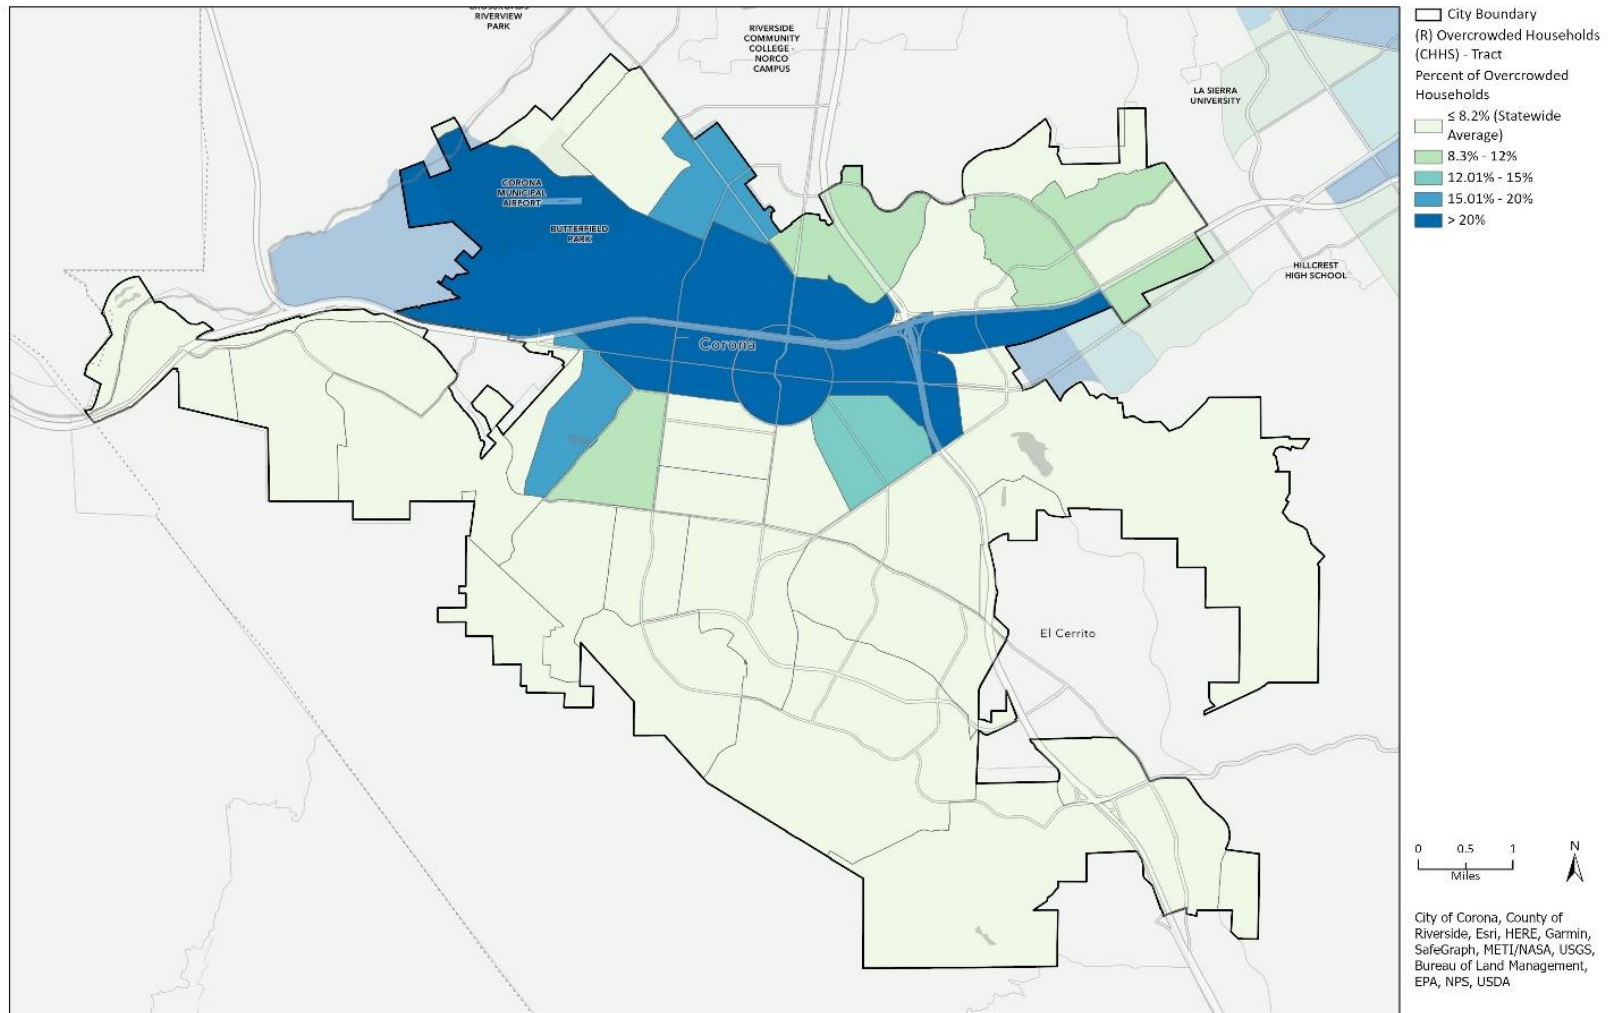 CROSSROADS
RIVERVIEW
PARK
RIVERSIDE
COMMUNITY
COLLEGE -
NORCO
CAMPUS
LA SIERRA
UNIVERSITY
CORONA
MUNICIPAL
AIRPORT
BUTTERFIELD
PARK
HILLCREST
HIGH SCHOOL
Corona
El Cerrito
City Boundary
(R) Overcrowded Households
(CHHS) - Tract
Percent of Overcrowded
Households
≤ 8.2% (Statewide
Average)
8.3% - 12%
12.01% - 15%
15.01% - 20%
> 20%
0 0.5 1
Miles
N
City of Corona, County of
Riverside, Esri, HERE, Garmin,
SafeGraph, METI/NASA, USGS,
Bureau of Land Management,
EPA, NPS, USDA